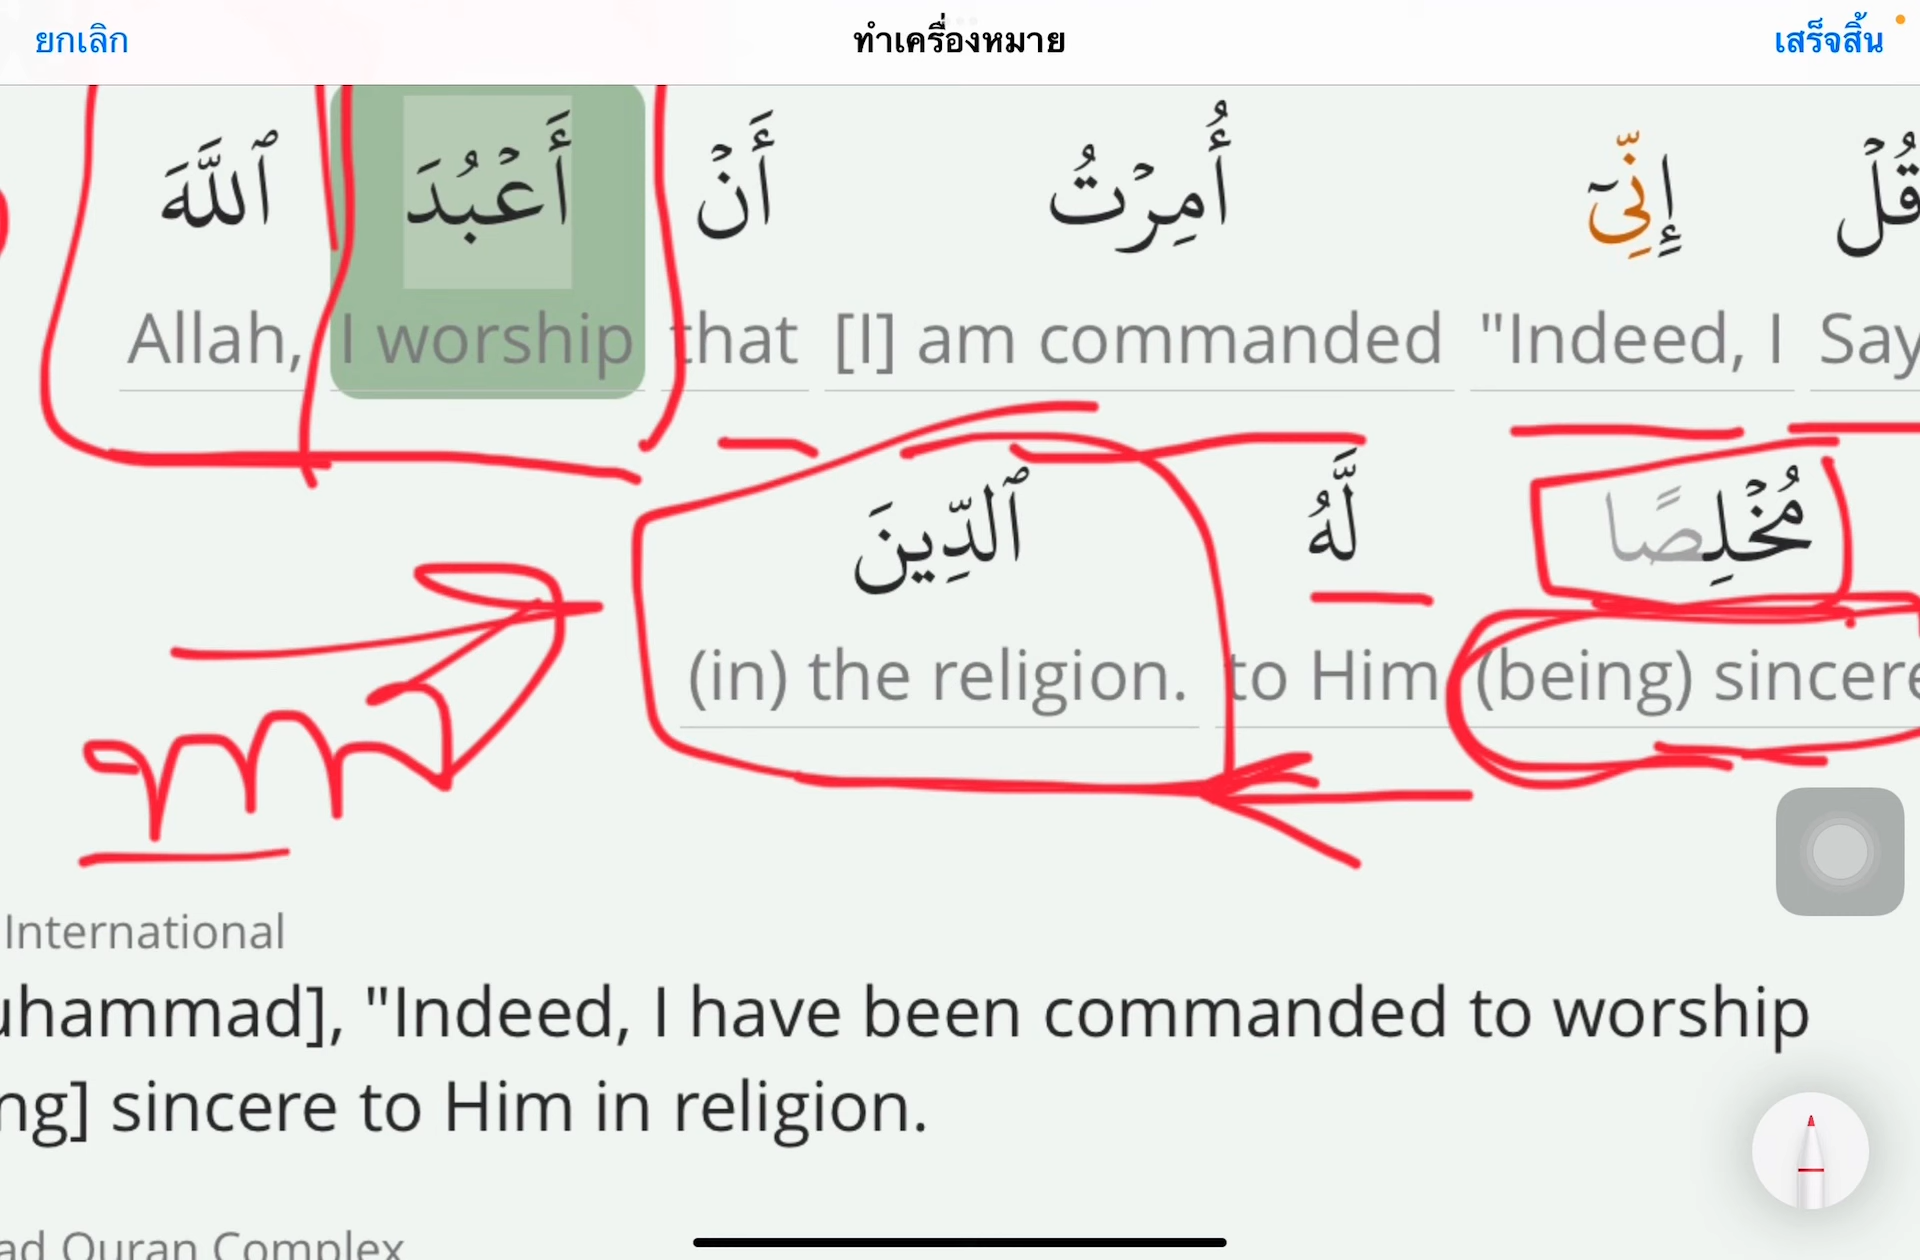 ยกเลิก ทำเครื่องหมาย เสร็จสิ้น
قُلۡ إِنِّيٓ أُمِرۡتُ أَنۡ أَعۡبُدَ ٱللَّهَ
Allah, I worship that [I] am commanded "Indeed, I Say
مُخۡلِصًا لَّهُ ٱلدِّينَ
(in) the religion. to Him (being) sincere
International
uhammad], "Indeed, I have been commanded to worship
ng] sincere to Him in religion.
ad Quran Complex